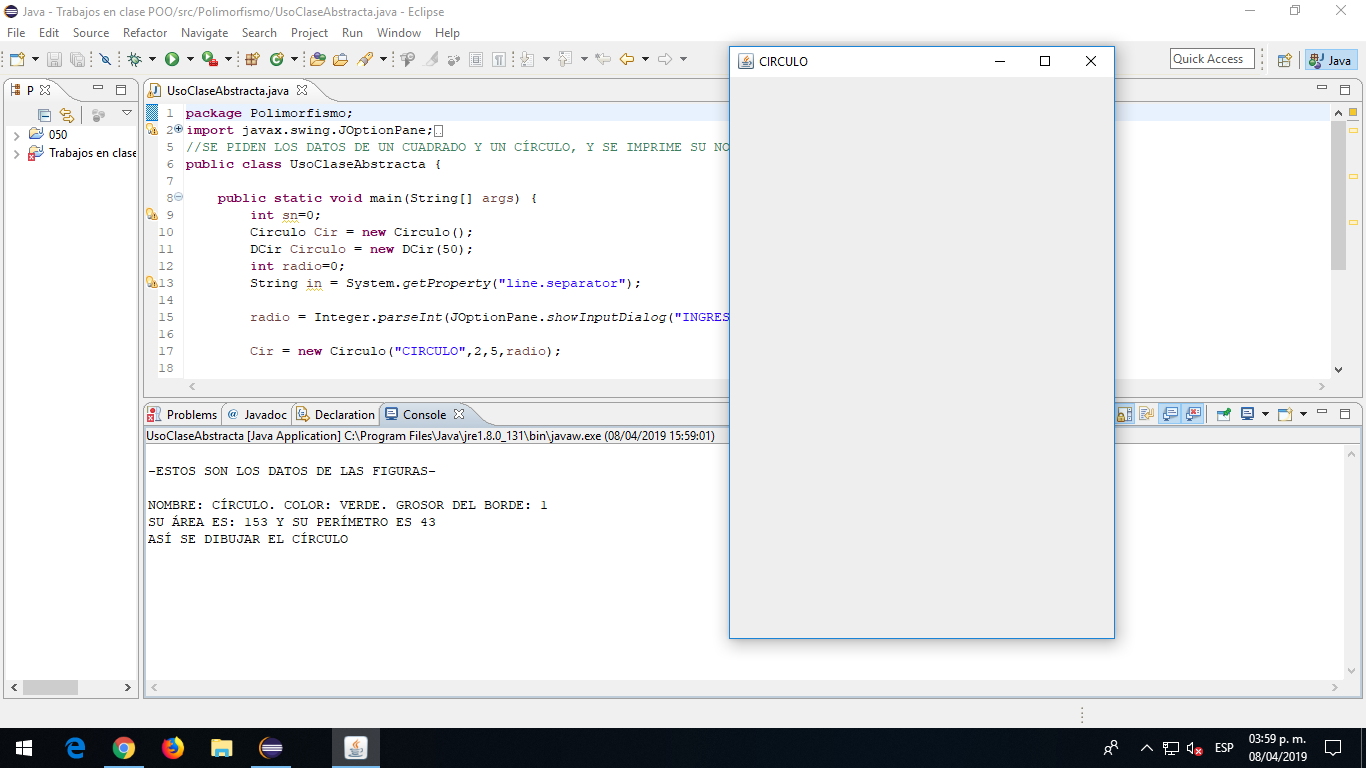 Java - Trabajos en clase POO/src/Polimorfismo/UsoClaseAbstracta.java - Eclipse
File Edit Source Refactor Navigate Search Project Run Window Help
Quick Access
Java
CIRCULO
P
050
Trabajos en clase
UsoClaseAbstracta.java
1 package Polimorfismo;
2 import javax.swing.JOptionPane;
5 //SE PIDEN LOS DATOS DE UN CUADRADO Y UN CÍRCULO, Y SE IMPRIME SU NO
6 public class UsoClaseAbstracta {
7
8 public static void main(String[] args) {
9 int sn=0;
10 Circulo Cir = new Circulo();
11 DCir Circulo = new DCir(50);
12 int radio=0;
13 String in = System.getProperty("line.separator");
14
15 radio = Integer.parseInt(JOptionPane.showInputDialog("INGRES
16
17 Cir = new Circulo("CIRCULO",2,5,radio);
18
Problems @ Javadoc Declaration Console
UsoClaseAbstracta [Java Application] C:\Program Files\Java\jre1.8.0_131\bin\javaw.exe (08/04/2019 15:59:01)
-ESTOS SON LOS DATOS DE LAS FIGURAS-
NOMBRE: CÍRCULO. COLOR: VERDE. GROSOR DEL BORDE: 1
SU ÁREA ES: 153 Y SU PERÍMETRO ES 43
ASÍ SE DIBUJAR EL CÍRCULO
ESP
03:59 p. m.
08/04/2019